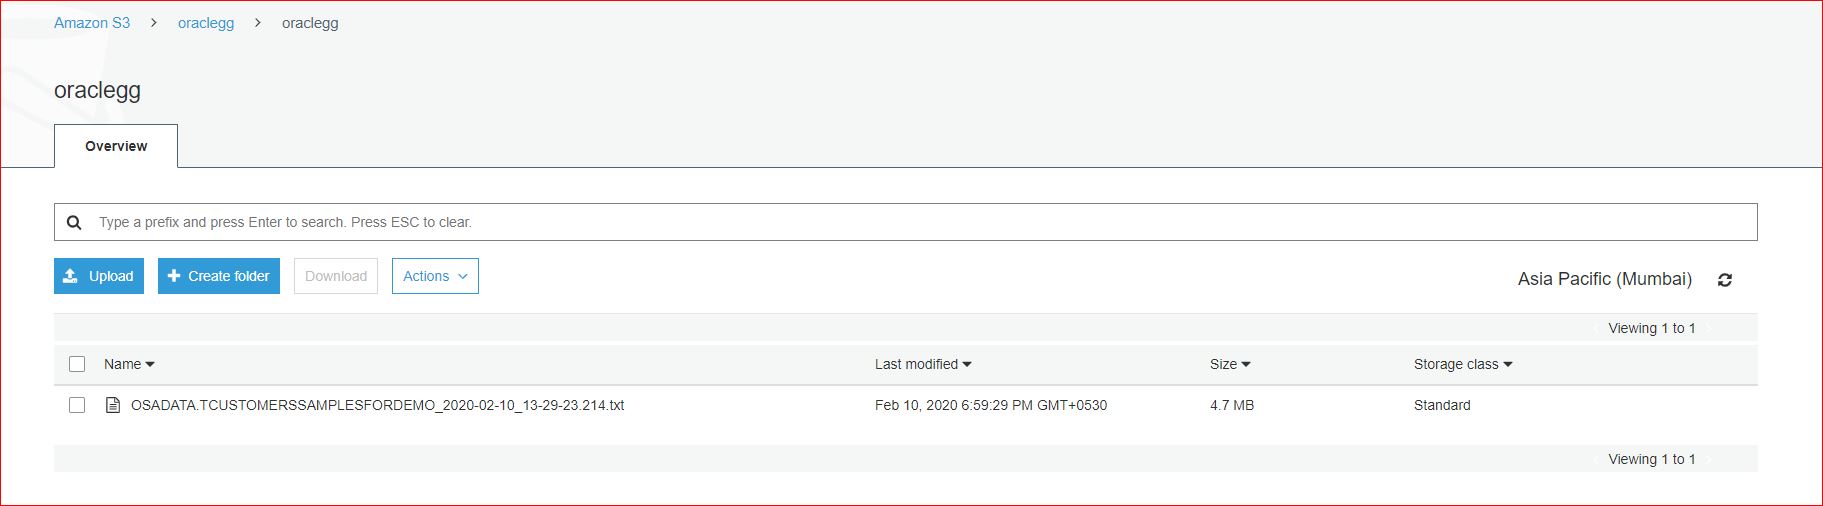 Amazon S3 > oraclegg > oraclegg
oraclegg
Overview
Type a prefix and press Enter to search. Press ESC to clear.
Upload Create folder Download Actions Asia Pacific (Mumbai)
Viewing 1 to 1
Name Last modified Size Storage class
OSADATA.TCUSTOMERSSAMPLESFORDEMO_2020-02-10_13-29-23.214.txt Feb 10, 2020 6:59:29 PM GMT+0530 4.7 MB Standard
Viewing 1 to 1